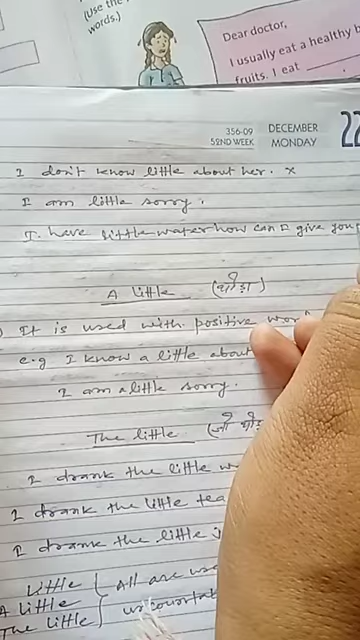 (Use the
words.)
Dear doctor,
I usually eat a healthy b
fruits. I eat
356-09
52ND WEEK
DECEMBER
MONDAY
22
I don't know little about her. x
I am little sorry.
I have little water how can I give you
A little (थोड़ा)
It is used with positive
e.g I know a little about
I am a little sorry.
The little (जो
I drank the little
I drank the little tea
I drank the little
Little
A little
The little
All are